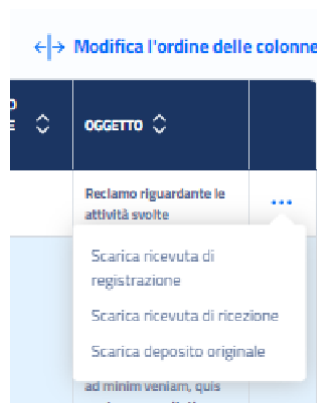 Modifica l'ordine delle colonne
O
E
OGGETTO
Reclamo riguardante le
attività svolte
Scarica ricevuta di
registrazione
Scarica ricevuta di ricezione
Scarica deposito originale
ad minim veniam, quis